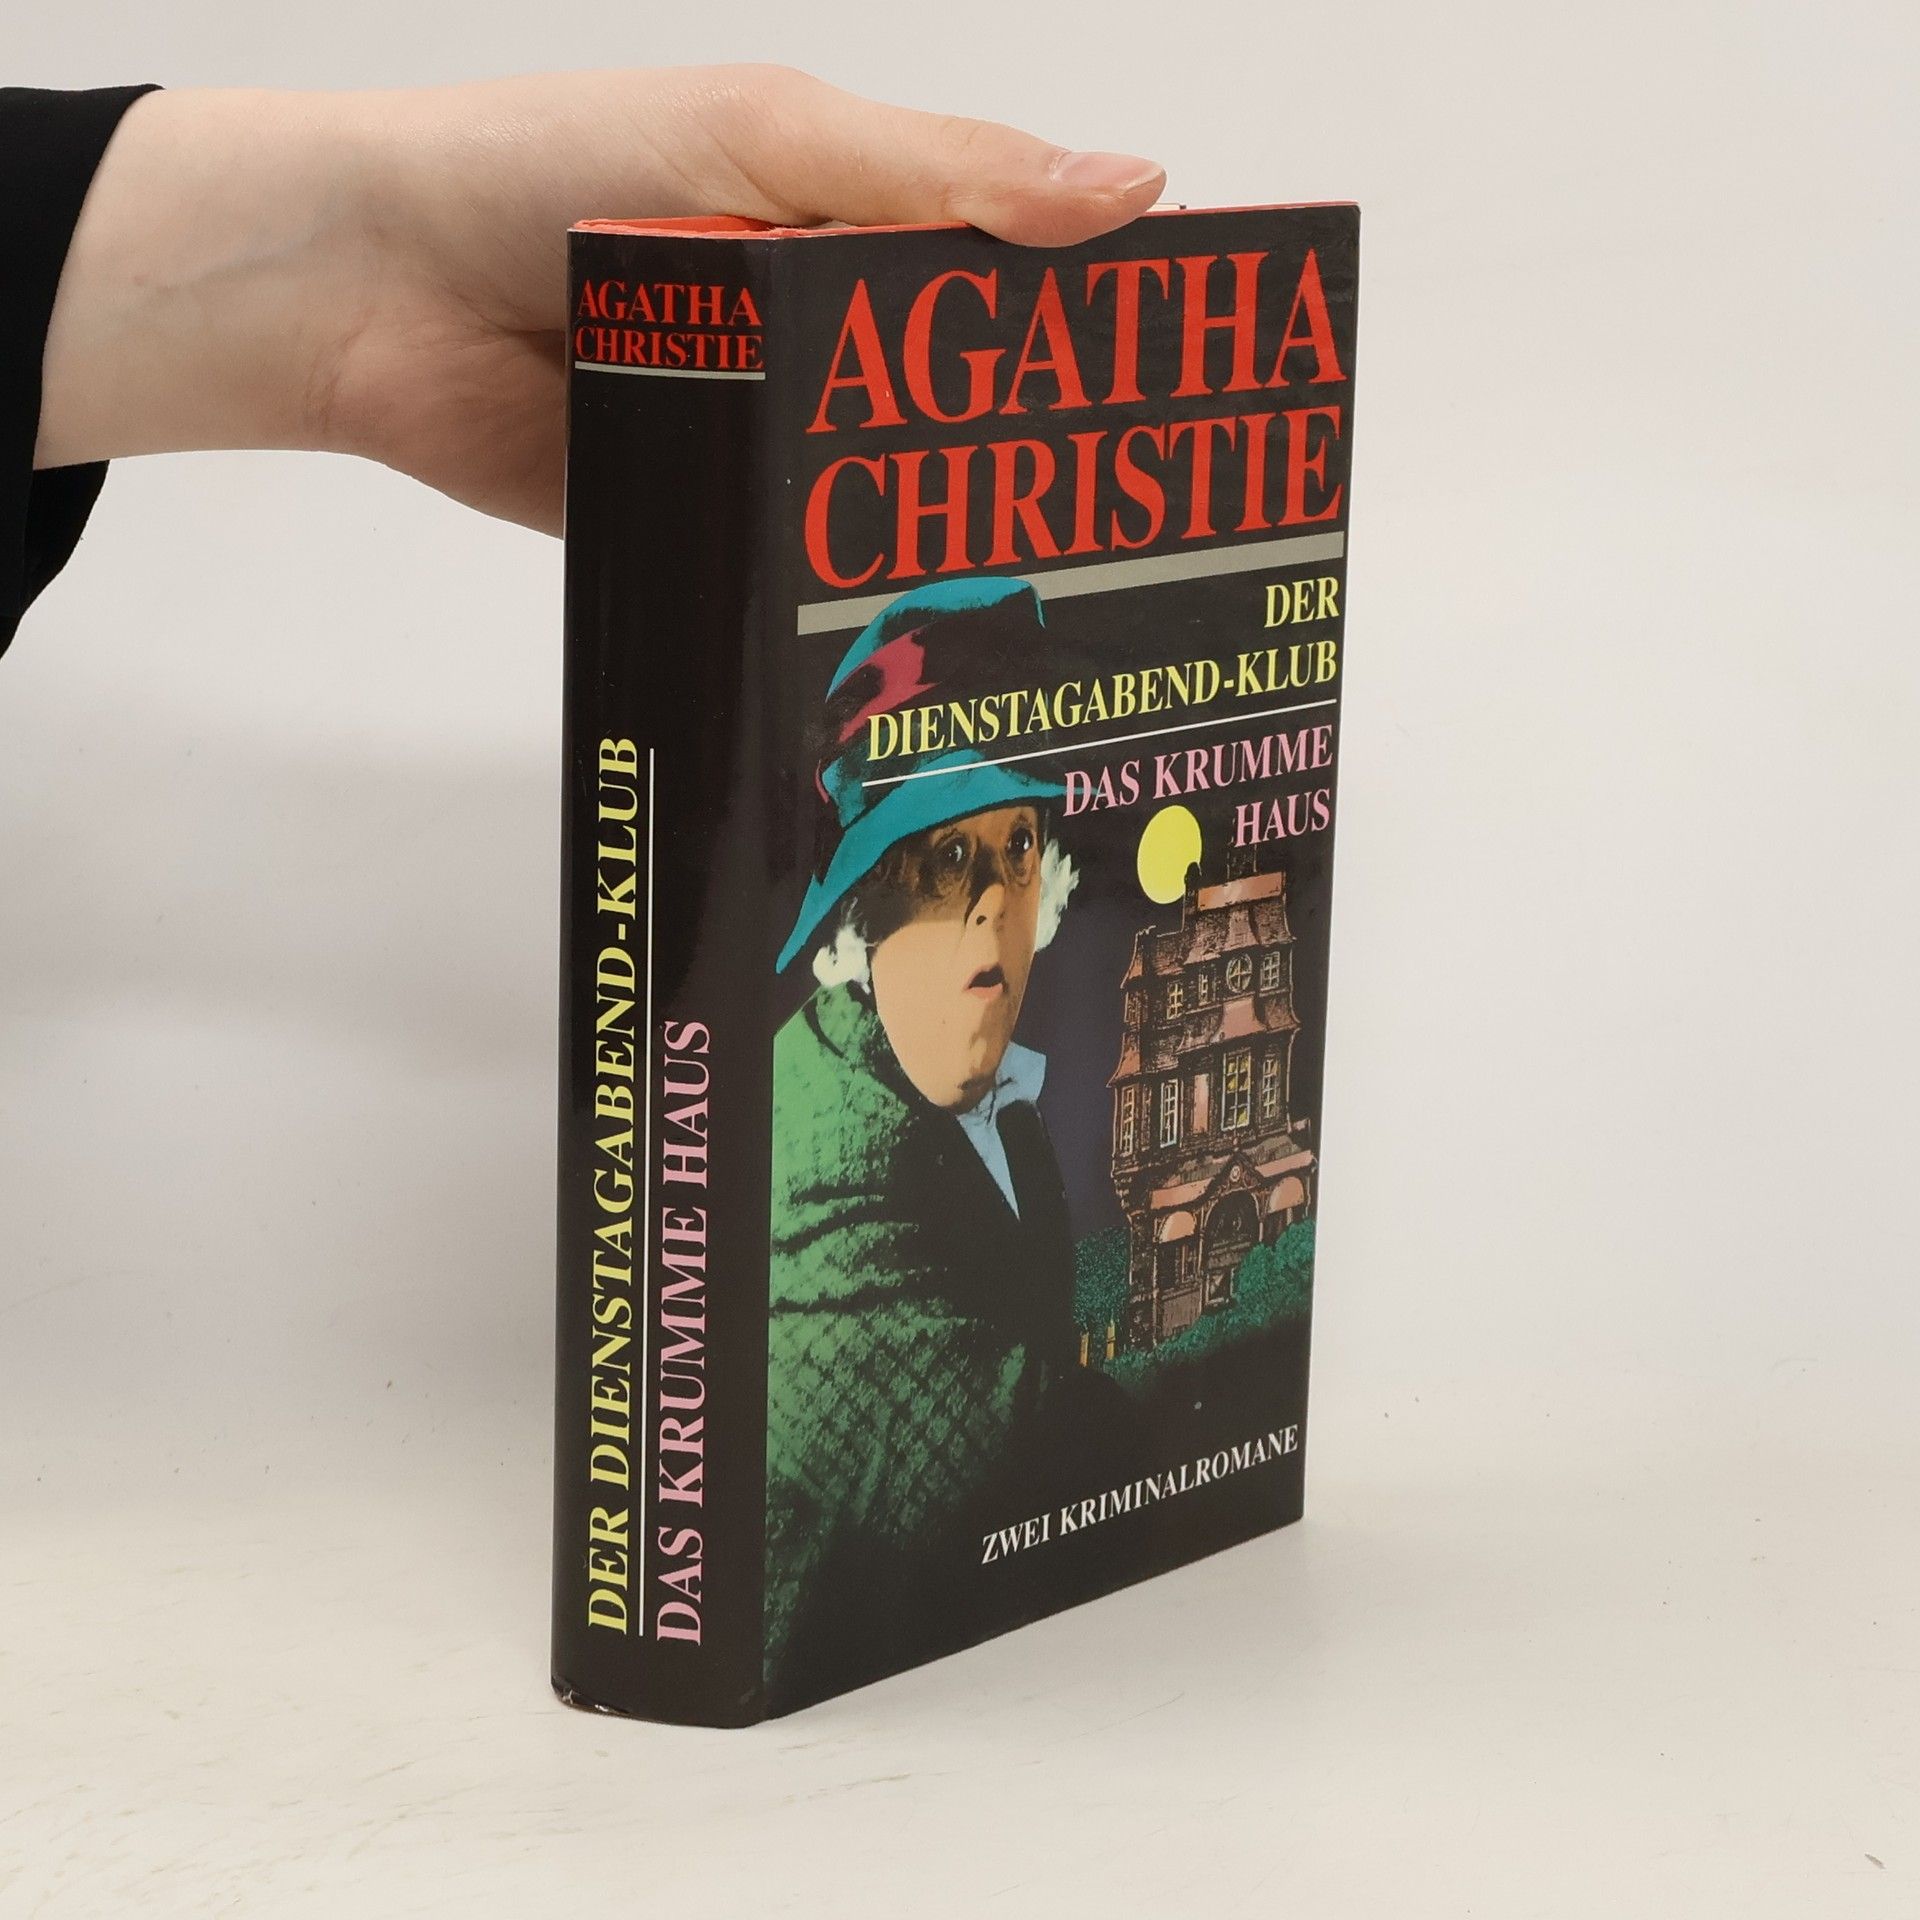 AGATHA
CHRISTIE
DER DIENSTAGABEND-KLUB
DAS KRUMME HAUS
AGATHA
CHRISTIE
DER
DIENSTAGABEND-KLUB
DAS KRUMME
HAUS
ZWEI KRIMINALROMANE